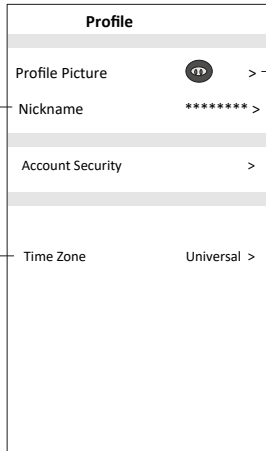 Profile
Profile Picture >
Nickname ******** >
Account Security >
Time Zone Universal >